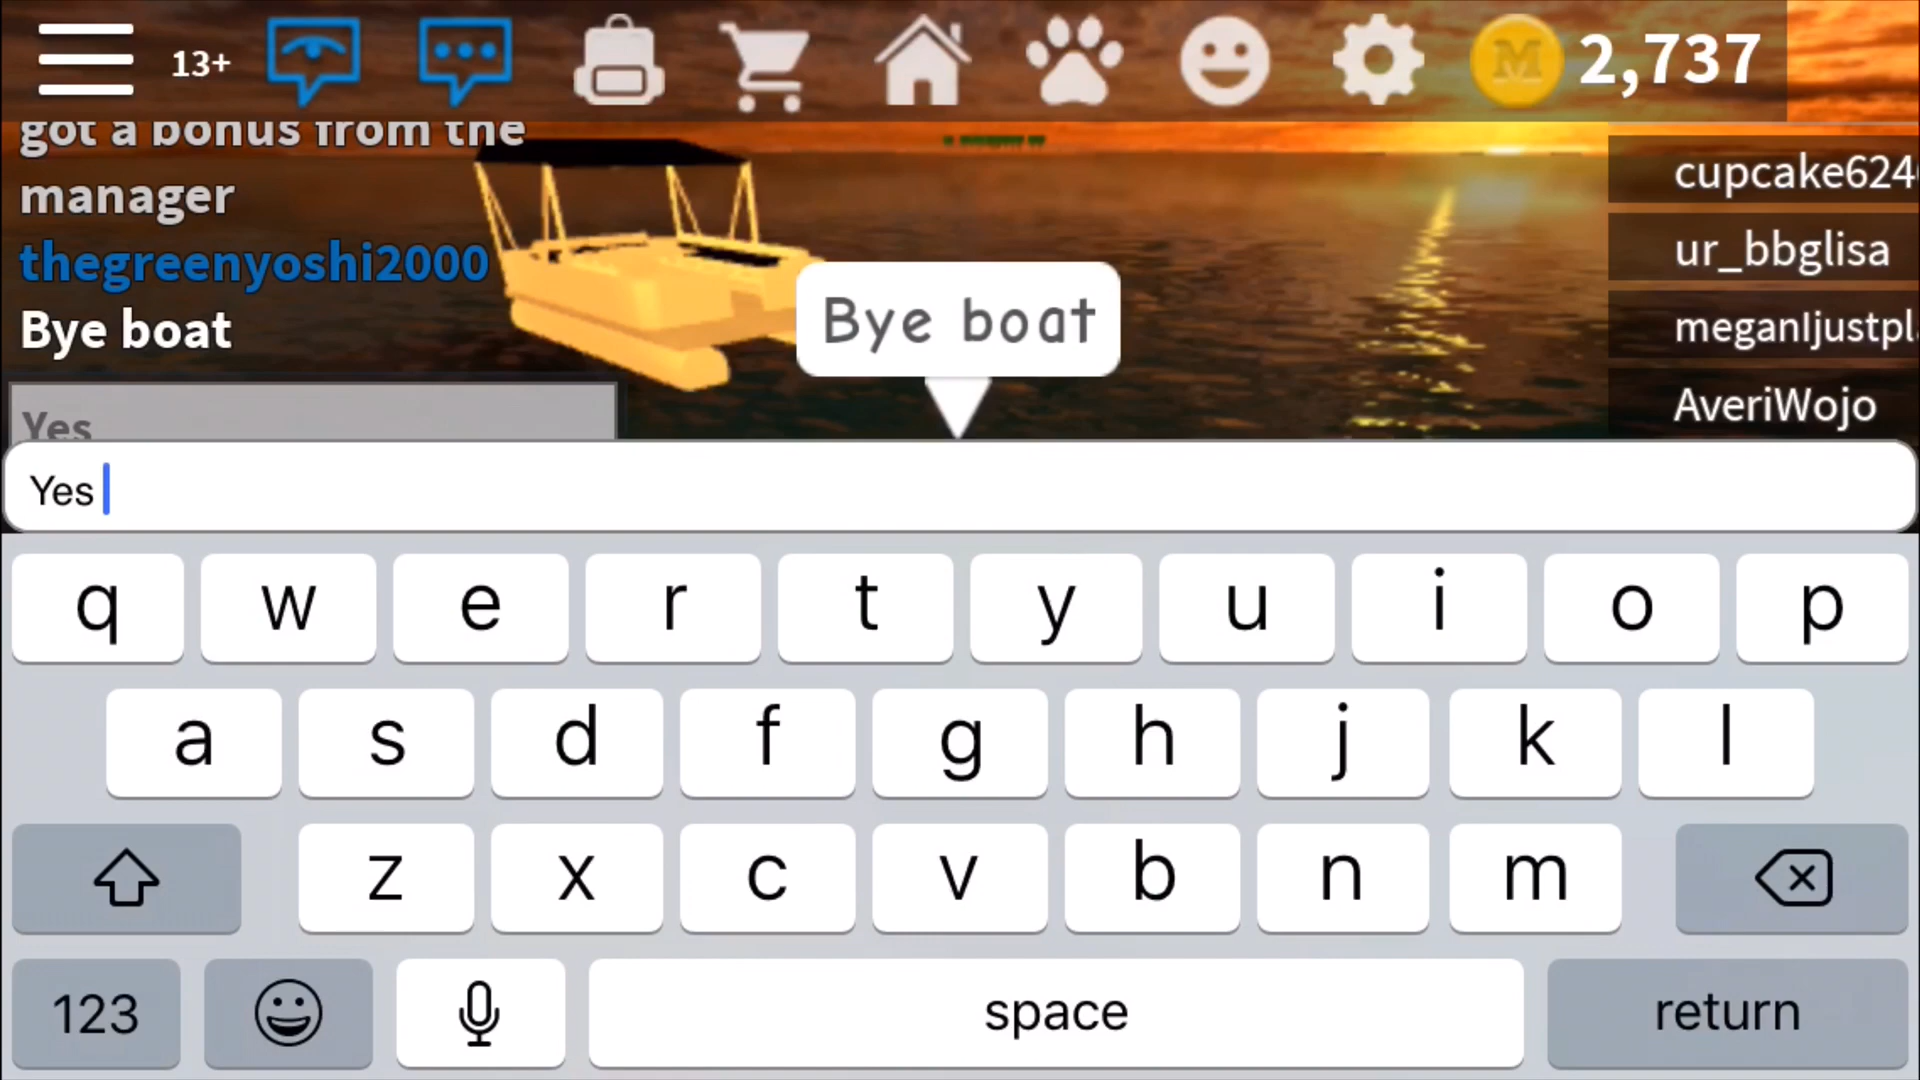 13+
M 2,737
got a bonus from the
manager
thegreenyoshi2000
Bye boat
Bye boat
cupcake624
ur_bbglisa
meganIjustpl
AveriWojo
Yes
Yes
q w e r t y u i o p
a s d f g h j k l
z x c v b n m
123 space return